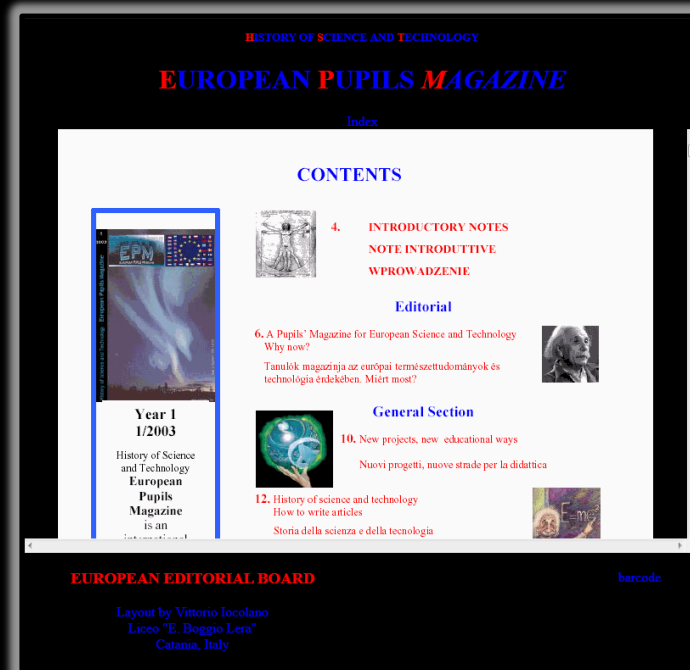 HISTORY OF SCIENCE AND TECHNOLOGY
EUROPEAN PUPILS MAGAZINE
Index
CONTENTS
EPM
European Pupils Magazine
Year 1
1/2003
History of Science
and Technology
European
Pupils
Magazine
is an
international
4. INTRODUCTORY NOTES
NOTE INTRODUTTIVE
WPROWADZENIE
Editorial
6. A Pupils' Magazine for European Science and Technology
Why now?
Tanulók magazinja az európai természettudományok és
technológia érdekében. Miért most?
General Section
10. New projects, new educational ways
Nuovi progetti, nuove strade per la didattica
12. History of science and technology
How to write articles
E=mc²
Storia della scienza e della tecnologia
EUROPEAN EDITORIAL BOARD
barcode
Layout by Vittorio Iocolano
Liceo "E. Boggio Lera"
Catania, Italy